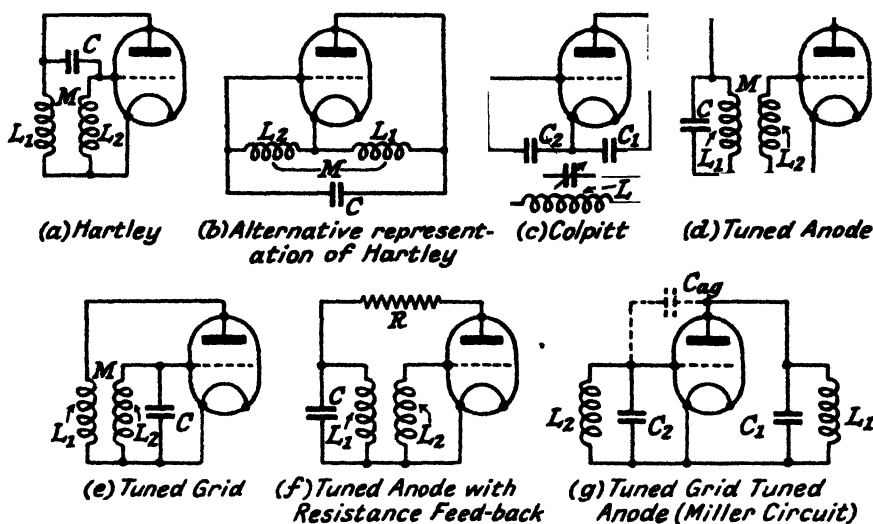 C
M
L1
L2
(a) Hartley
L2
L1
M
C
(b) Alternative represent-
ation of Hartley
C2
C1
L
(c) Colpitt
C
M
L1
L2
(d) Tuned Anode
M
L1
L2
C
(e) Tuned Grid
R
C
L1
L2
(f) Tuned Anode with
Resistance Feed-back
Cag
L2
C2
C1
L1
(g) Tuned Grid Tuned
Anode (Miller Circuit)